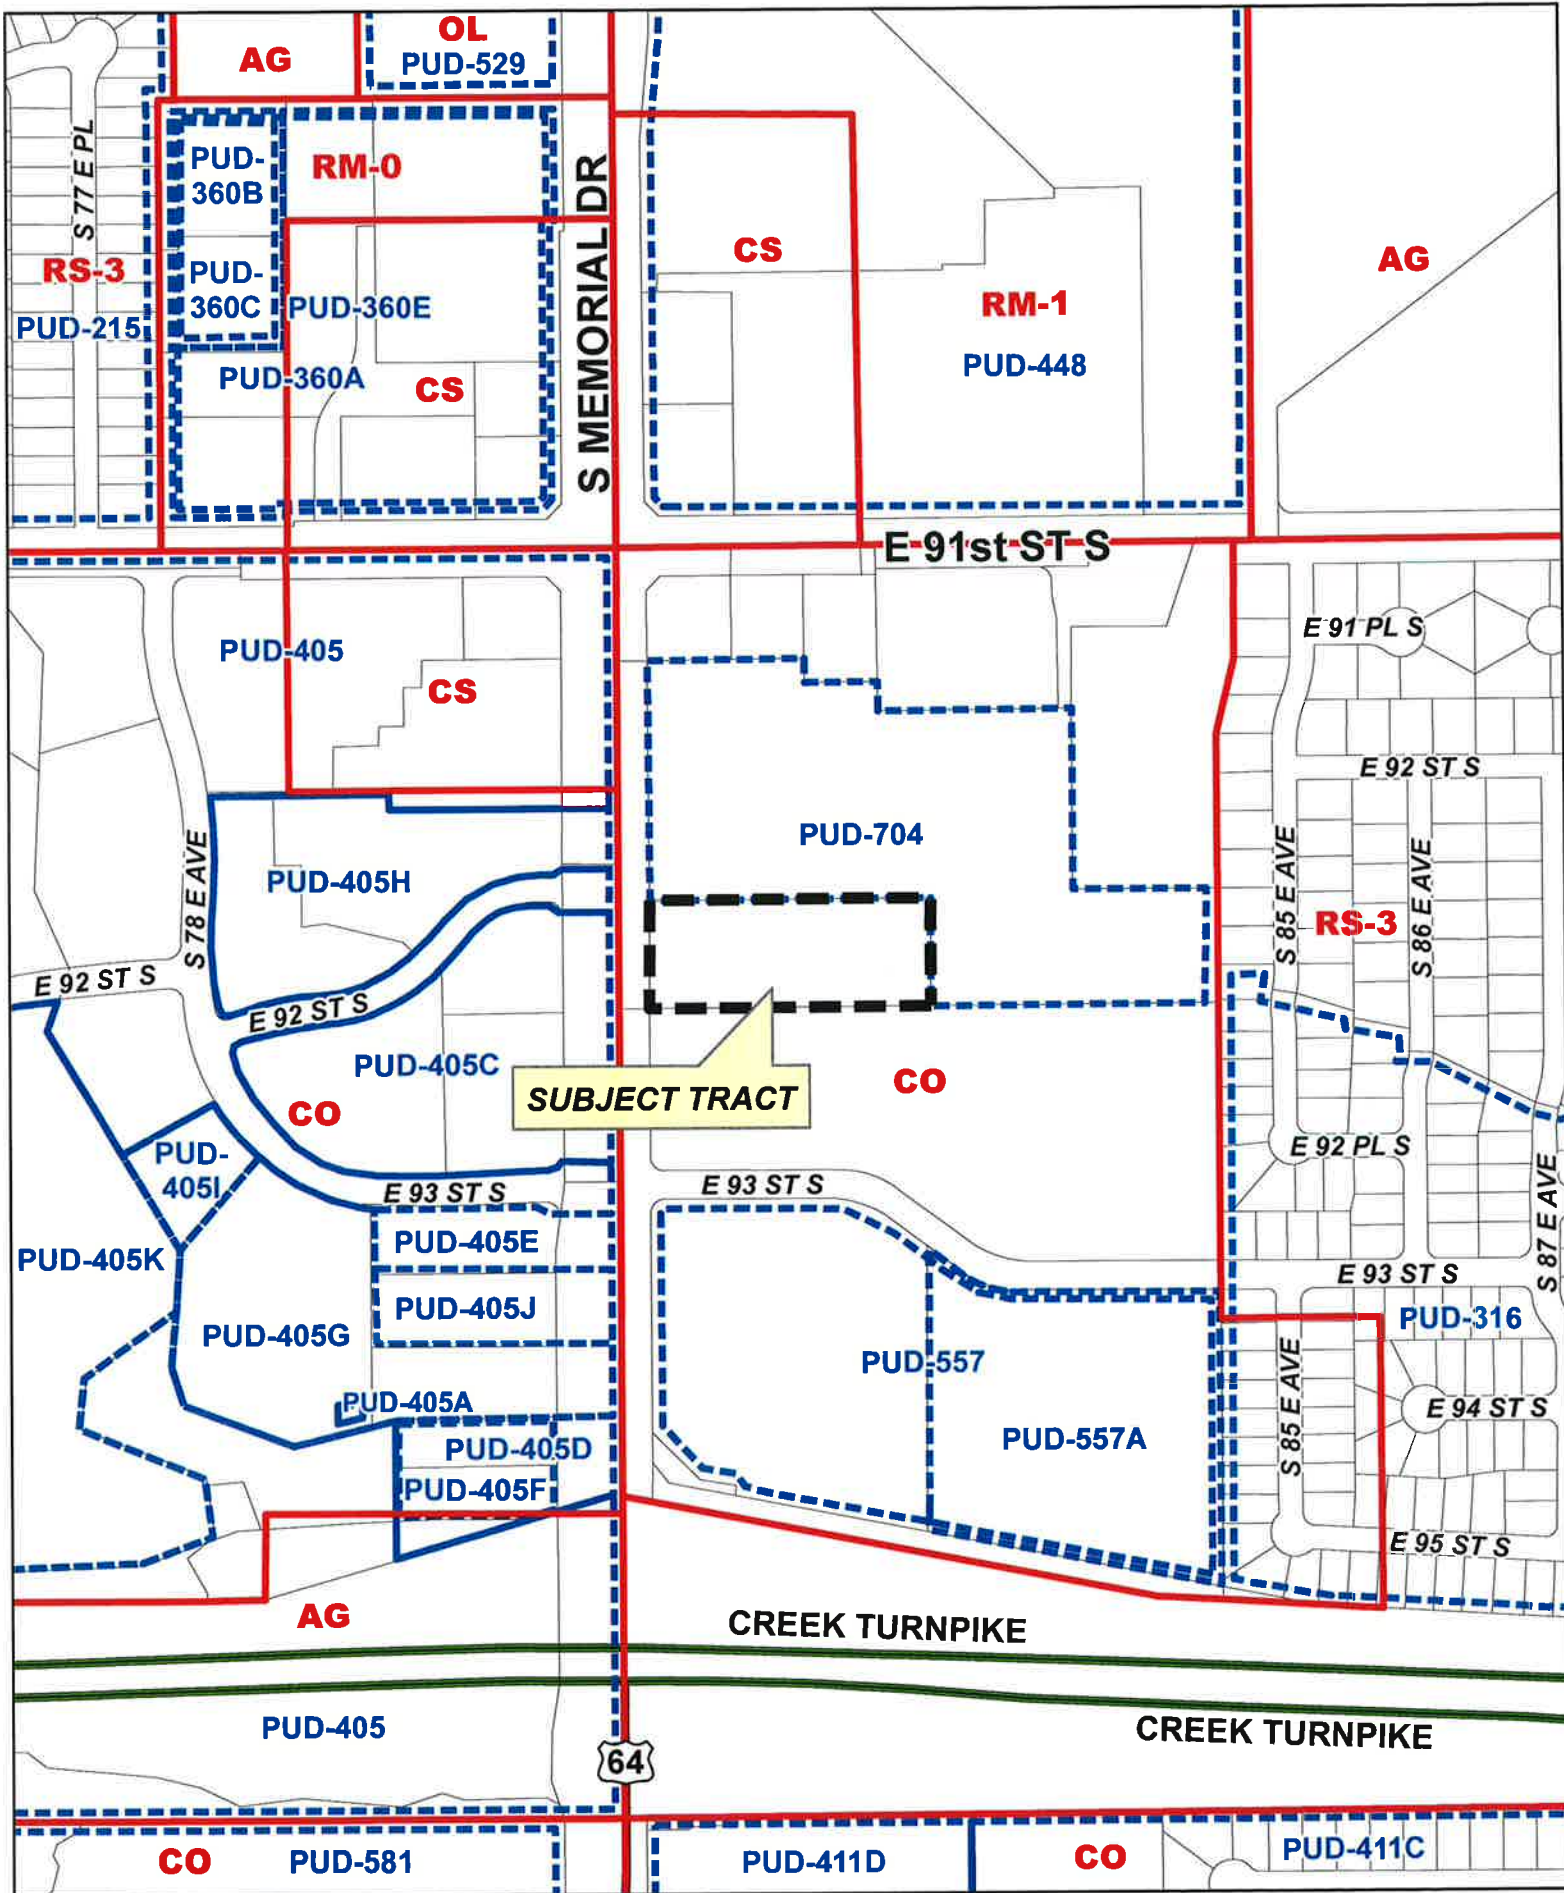 OL
AG
PUD-529
S 77 E PL
PUD-
360B
RM-0
S MEMORIAL DR
CS
AG
RS-3
PUD-
360C
PUD-360E
RM-1
PUD-215
PUD-448
PUD-360A
CS
E 91st ST S
E 91 PL S
PUD-405
CS
E 92 ST S
PUD-704
S 78 E AVE
PUD-405H
S 85 E AVE
S 86 E AVE
RS-3
E 92 ST S
E 92 ST S
PUD-405C
CO
SUBJECT TRACT
CO
PUD-
405I
E 92 PL S
E 93 ST S
E 93 ST S
S 87 E AVE
PUD-405E
PUD-405K
E 93 ST S
PUD-405J
PUD-316
PUD-405G
PUD-557
S 85 E AVE
PUD-405A
E 94 ST S
PUD-405D
PUD-557A
PUD-405F
E 95 ST S
AG
CREEK TURNPIKE
PUD-405
CREEK TURNPIKE
64
CO
PUD-581
PUD-411D
CO
PUD-411C